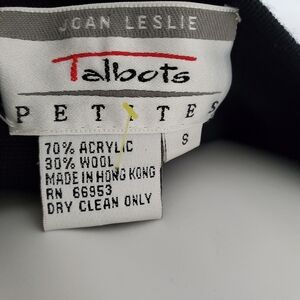 JOAN LESLIE
Talbots
PETITES
S
70% ACRYLIC
30% WOOL
MADE IN HONG KONG
RN 66953
DRY CLEAN ONLY